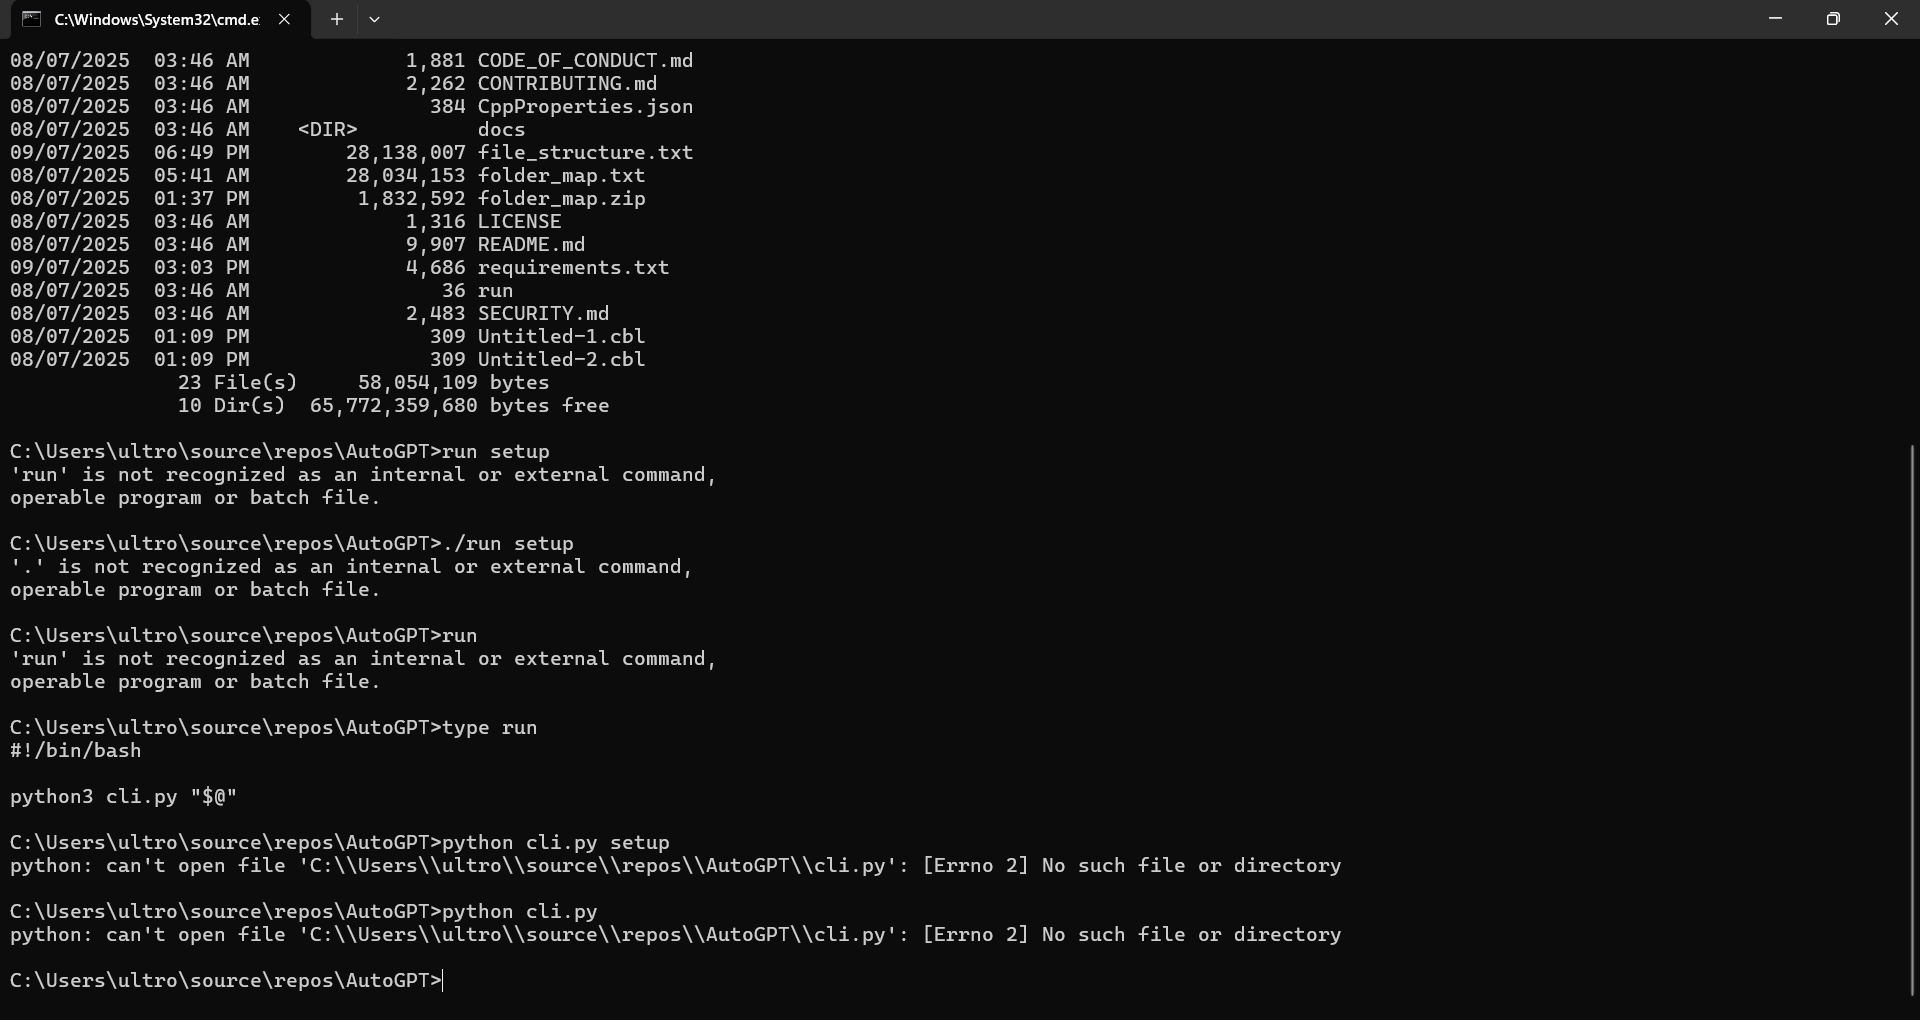 C:\Windows\System32\cmd.e
08/07/2025  03:46 AM             1,881 CODE_OF_CONDUCT.md
08/07/2025  03:46 AM             2,262 CONTRIBUTING.md
08/07/2025  03:46 AM               384 CppProperties.json
08/07/2025  03:46 AM    <DIR>          docs
09/07/2025  06:49 PM        28,138,007 file_structure.txt
08/07/2025  05:41 AM        28,034,153 folder_map.txt
08/07/2025  01:37 PM         1,832,592 folder_map.zip
08/07/2025  03:46 AM             1,316 LICENSE
08/07/2025  03:46 AM             9,907 README.md
09/07/2025  03:03 PM             4,686 requirements.txt
08/07/2025  03:46 AM                36 run
08/07/2025  03:46 AM             2,483 SECURITY.md
08/07/2025  01:09 PM               309 Untitled-1.cbl
08/07/2025  01:09 PM               309 Untitled-2.cbl
              23 File(s)     58,054,109 bytes
              10 Dir(s)  65,772,359,680 bytes free
C:\Users\ultro\source\repos\AutoGPT>run setup
'run' is not recognized as an internal or external command,
operable program or batch file.
C:\Users\ultro\source\repos\AutoGPT>./run setup
'.' is not recognized as an internal or external command,
operable program or batch file.
C:\Users\ultro\source\repos\AutoGPT>run
'run' is not recognized as an internal or external command,
operable program or batch file.
C:\Users\ultro\source\repos\AutoGPT>type run
#!/bin/bash
python3 cli.py "$@"
C:\Users\ultro\source\repos\AutoGPT>python cli.py setup
python: can't open file 'C:\\Users\\ultro\\source\\repos\\AutoGPT\\cli.py': [Errno 2] No such file or directory
C:\Users\ultro\source\repos\AutoGPT>python cli.py
python: can't open file 'C:\\Users\\ultro\\source\\repos\\AutoGPT\\cli.py': [Errno 2] No such file or directory
C:\Users\ultro\source\repos\AutoGPT>